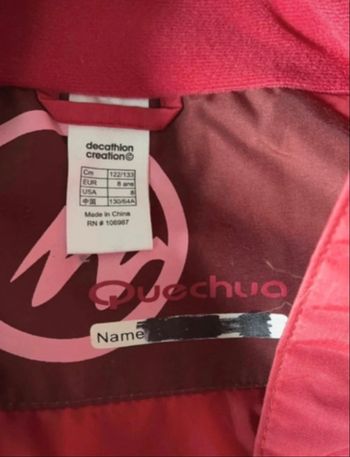 decathlon
creation©
Cm 122/133
EUR 8 ans
USA 8
中国 130/64A
Made in China
RN # 106987
Quechua
Name